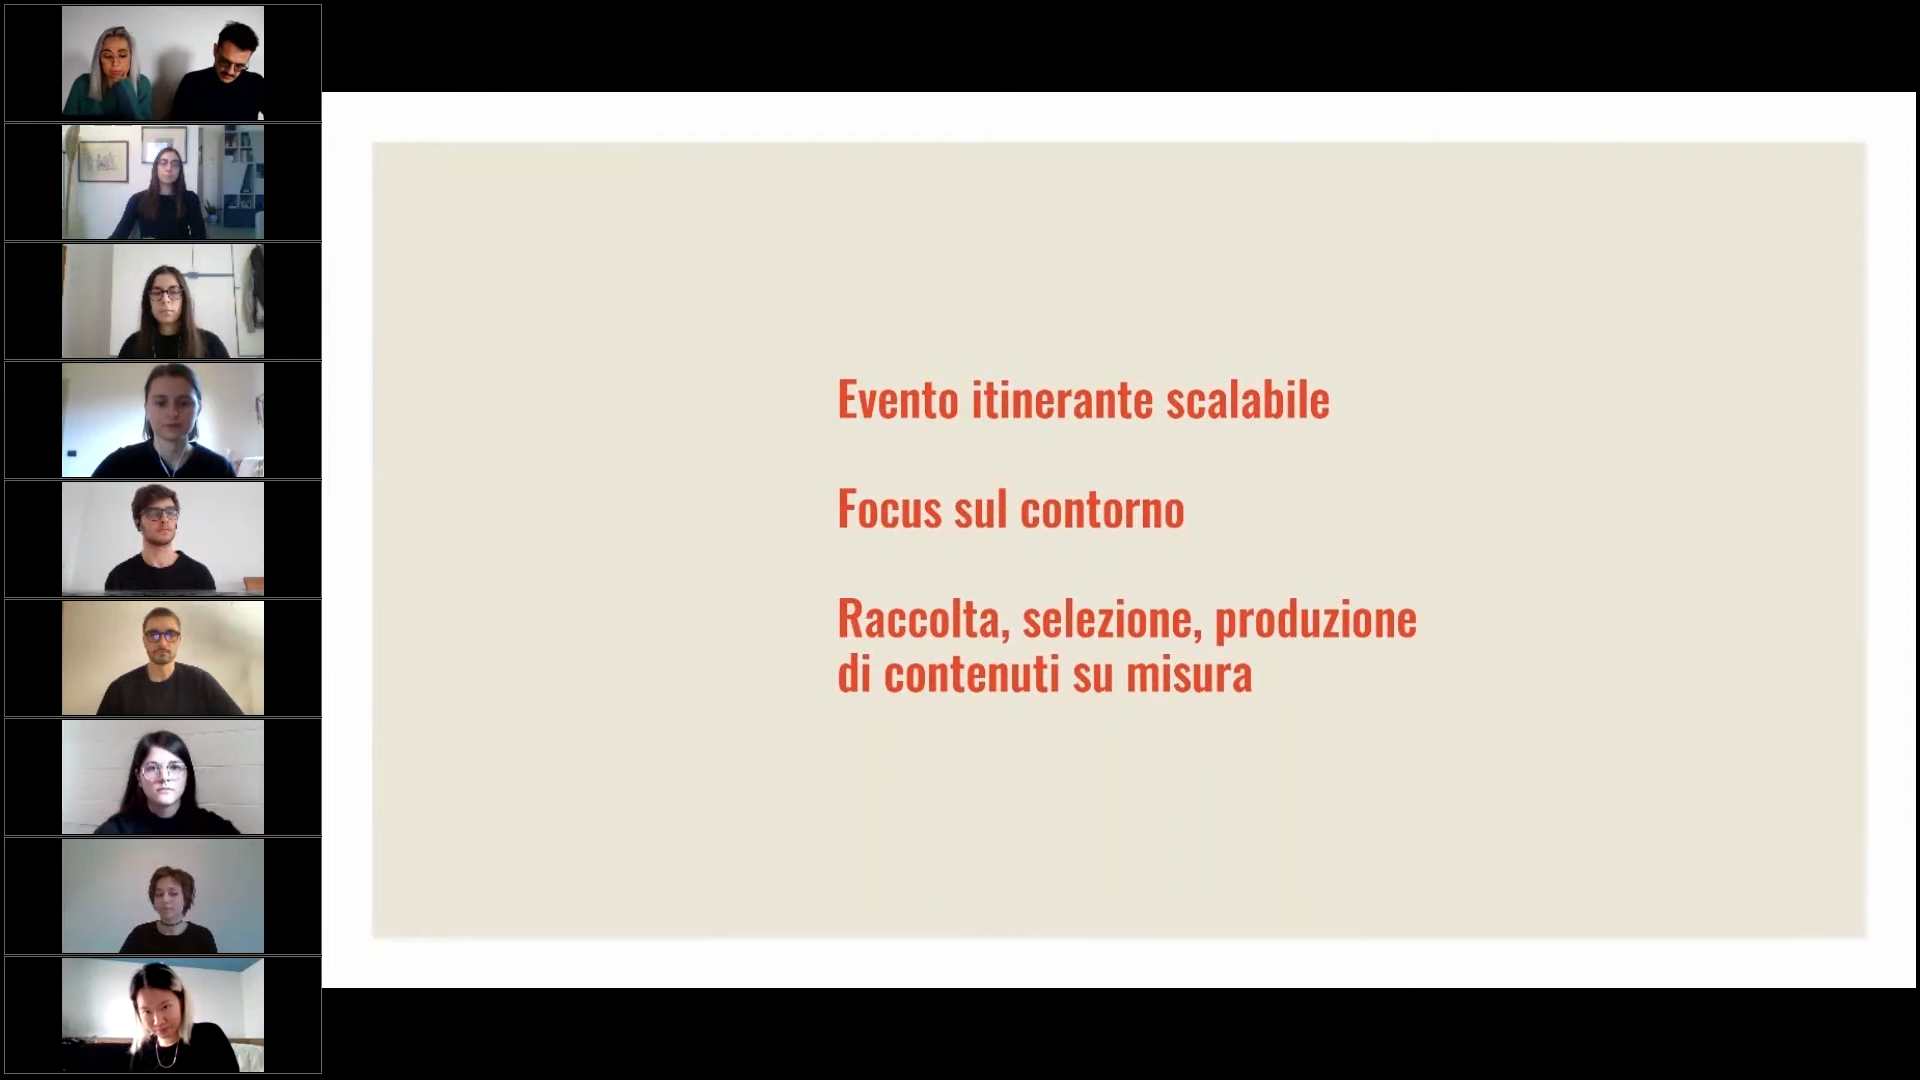 Evento itinerante scalabile
Focus sul contorno
Raccolta, selezione, produzione
di contenuti su misura